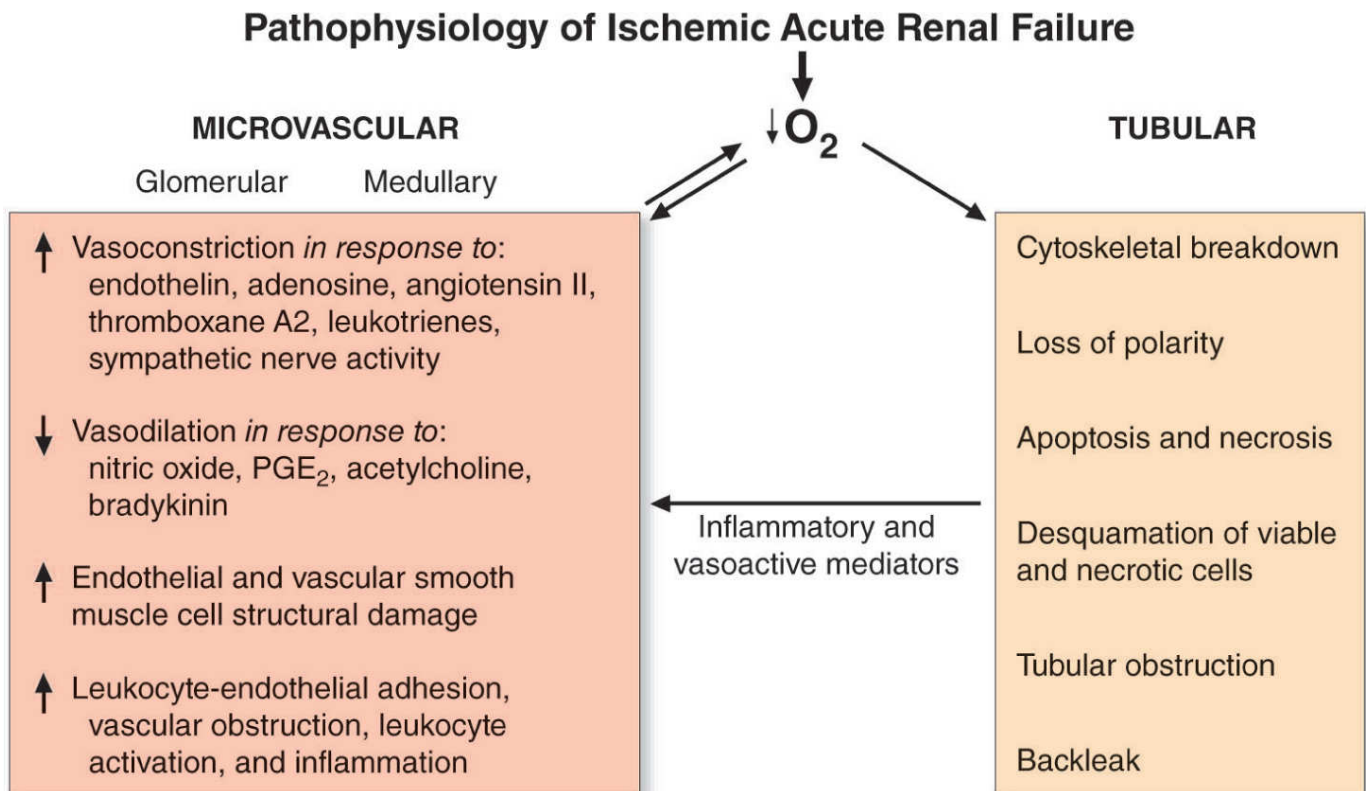 Pathophysiology of Ischemic Acute Renal Failure
↓O₂
MICROVASCULAR
Glomerular Medullary
↑ Vasoconstriction in response to:
endothelin, adenosine, angiotensin II,
thromboxane A2, leukotrienes,
sympathetic nerve activity
↓ Vasodilation in response to:
nitric oxide, PGE₂, acetylcholine,
bradykinin
↑ Endothelial and vascular smooth
muscle cell structural damage
↑ Leukocyte-endothelial adhesion,
vascular obstruction, leukocyte
activation, and inflammation
Inflammatory and
vasoactive mediators
TUBULAR
Cytoskeletal breakdown
Loss of polarity
Apoptosis and necrosis
Desquamation of viable
and necrotic cells
Tubular obstruction
Backleak